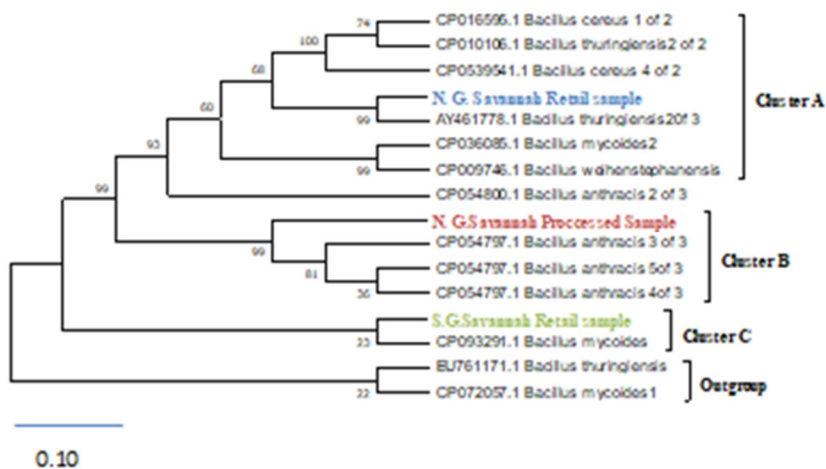 74
CP016595.1 Bacillus cereus 1 of 2
100
CP010106.1 Bacillus thuringiensis2 of 2
68
CP0539541.1 Bacillus cereus 4 of 2
N. G. Savannah Retail sample
60
99
AY461778.1 Bacillus thuringiensis20f 3
Cluster A
93
CP036085.1 Bacillus mycoides2
99
CP009746.1 Bacillus weihenstephanensis
99
CP054800.1 Bacillus anthracis 2 of 3
N. G.Savannah Proccessed Sample
99
CP054797.1 Bacillus anthracis 3 of 3
81
CP054797.1 Bacillus anthracis 5of 3
Cluster B
36
CP054797.1 Bacillus anthracis 4of 3
S.G.Savannah Retail sample
23
CP093291.1 Bacillus mycoides
Cluster C
EU761171.1 Bacillus thuringiensis
Outgroup
22
CP072057.1 Bacillus mycoides1
0.10